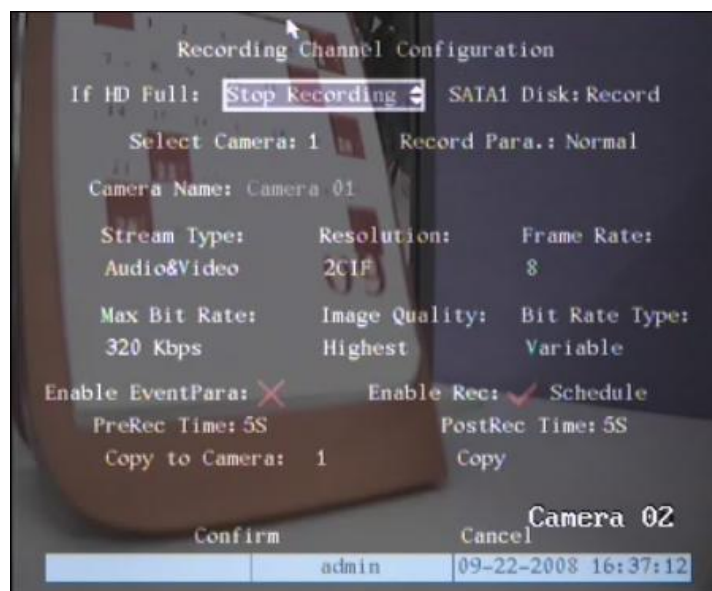 Recording Channel Configuration
If HD Full: Stop Recording SATA1 Disk: Record
Select Camera: 1 Record Para.: Normal
Camera Name: Camera 01
Stream Type: Resolution: Frame Rate:
Audio&Video 2CIF 8
Max Bit Rate: Image Quality: Bit Rate Type:
320 Kbps Highest Variable
Enable EventPara: Enable Rec: Schedule
PreRec Time: 5S PostRec Time: 5S
Copy to Camera: 1 Copy
Camera 02
Confirm Cancel
admin 09-22-2008 16:37:12